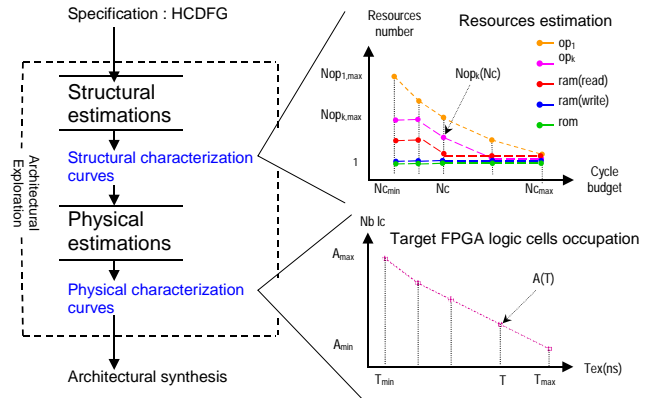 Specification : HCDFG
Structural
estimations
Structural characterization
curves
Architectural
Exploration
Physical
estimations
Physical characterization
curves
Architectural synthesis
Resources
number
Resources estimation
op1
opk
ram(read)
ram(write)
rom
Nop1,max
Nopk(Nc)
Nopk,max
1
Ncmin
Nc
Ncmax
Cycle
budget
Nb lc
Target FPGA logic cells occupation
Amax
A(T)
Amin
Tmin
T
Tmax
Tex(ns)